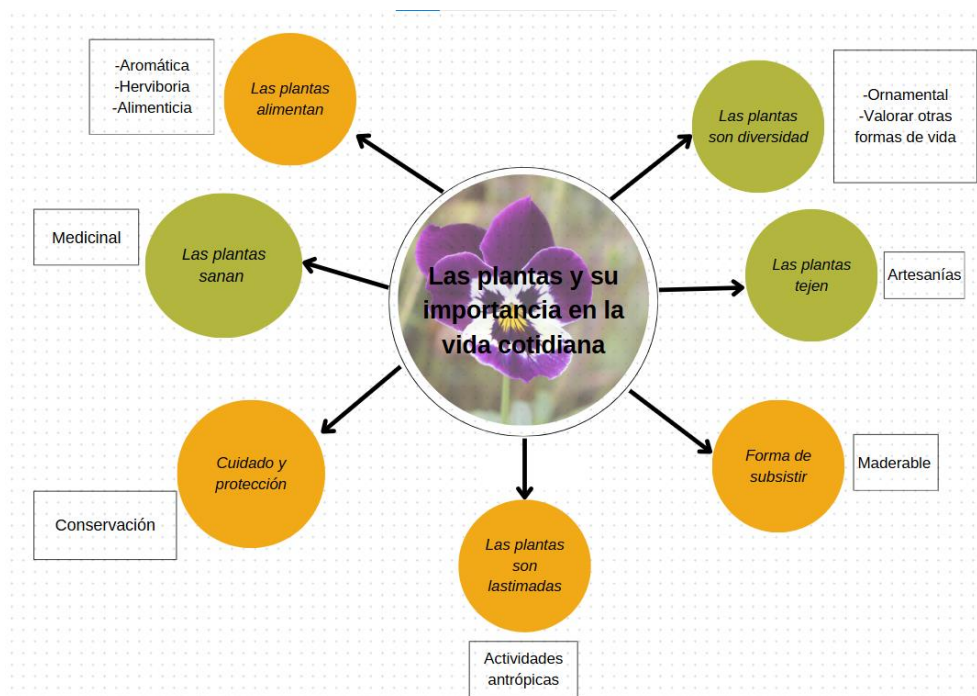 Las plantas y su
importancia en la
vida cotidiana
-Aromática
-Herviboria
-Alimenticia
Las plantas
alimentan
Las plantas
son diversidad
-Ornamental
-Valorar otras
formas de vida
Medicinal
Las plantas
sanan
Las plantas
tejen
Artesanías
Cuidado y
protección
Conservación
Forma de
subsistir
Maderable
Las plantas
son
lastimadas
Actividades
antrópicas